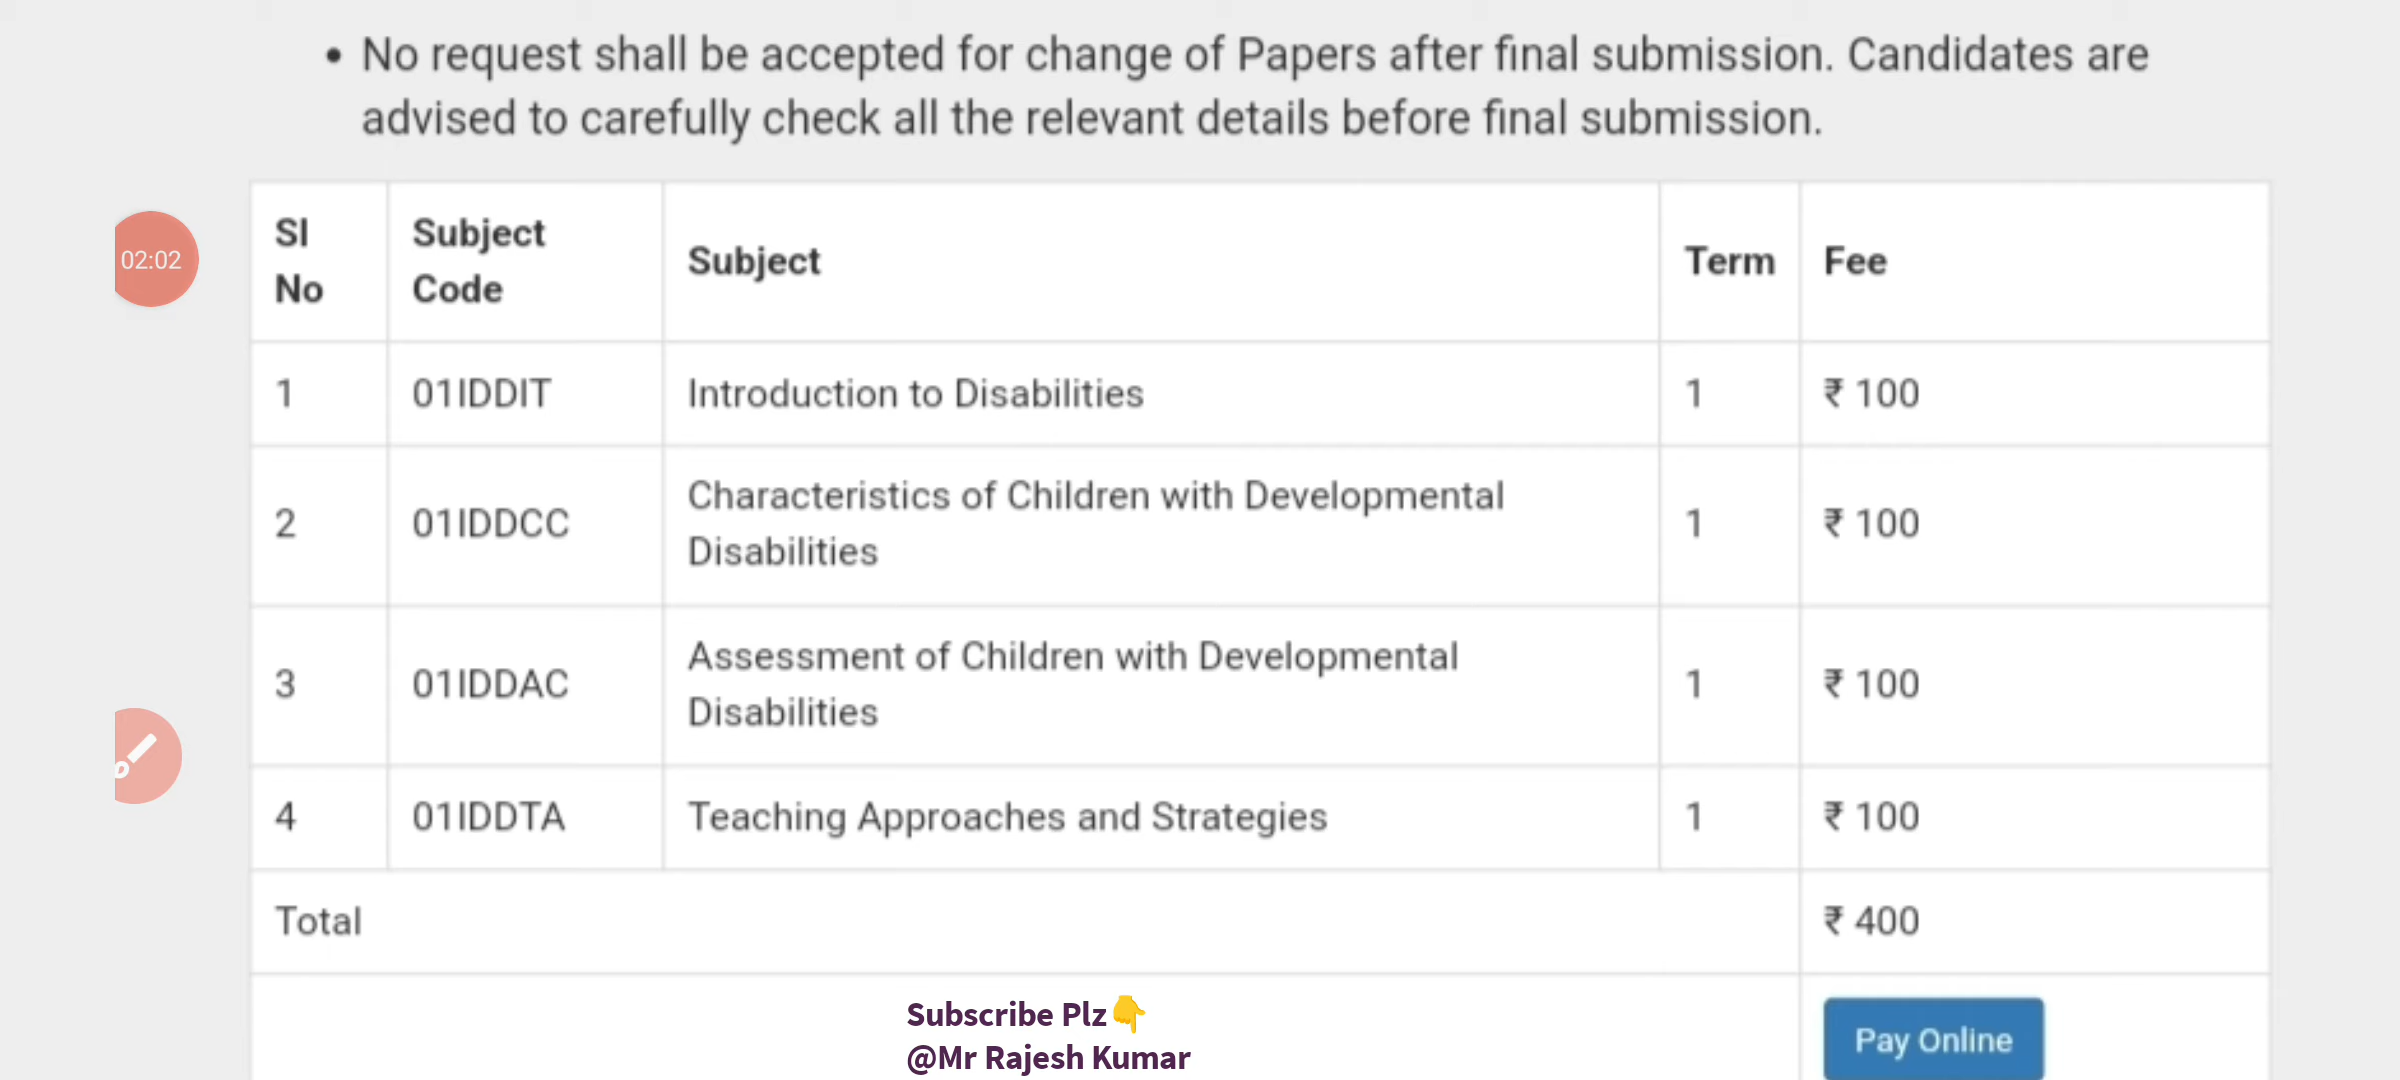 • No request shall be accepted for change of Papers after final submission. Candidates are
advised to carefully check all the relevant details before final submission.
Sl No Subject Code Subject Term Fee
02:02
1 01IDDIT Introduction to Disabilities 1 ₹ 100
2 01IDDCC Characteristics of Children with Developmental Disabilities 1 ₹ 100
3 01IDDAC Assessment of Children with Developmental Disabilities 1 ₹ 100
4 01IDDTA Teaching Approaches and Strategies 1 ₹ 100
Total ₹ 400
Subscribe Plz👇
@Mr Rajesh Kumar
Pay Online